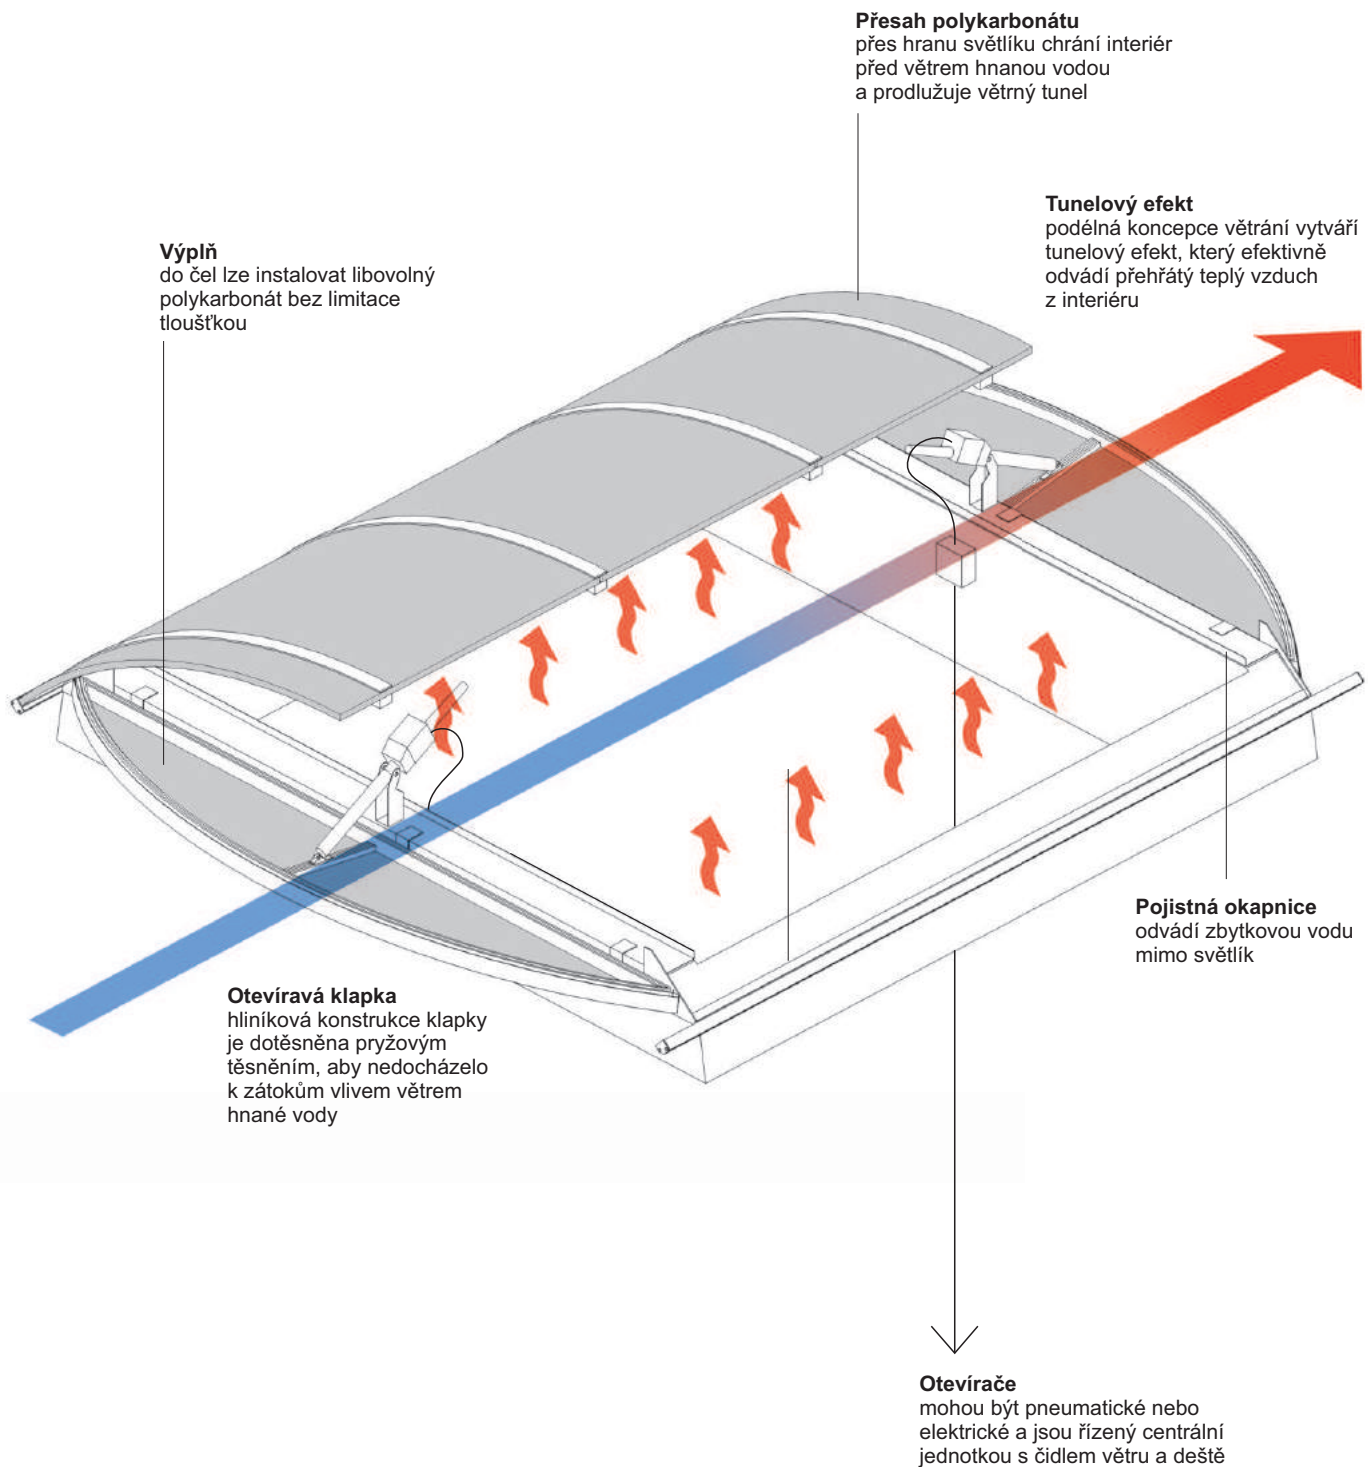 Přesah polykarbonátu
přes hranu světlíku chrání interiér
před větrem hnanou vodou
a prodlužuje větrný tunel
Tunelový efekt
podélná koncepce větrání vytváří
tunelový efekt, který efektivně
odvádí přehřátý teplý vzduch
z interiéru
Výplň
do čel lze instalovat libovolný
polykarbonát bez limitace
tloušťkou
Pojistná okapnice
odvádí zbytkovou vodu
mimo světlík
Otevíravá klapka
hliníková konstrukce klapky
je dotěsněna pryžovým
těsněním, aby nedocházelo
k zátokům vlivem větrem
hnané vody
Otevírače
mohou být pneumatické nebo
elektrické a jsou řízený centrální
jednotkou s čidlem větru a deště